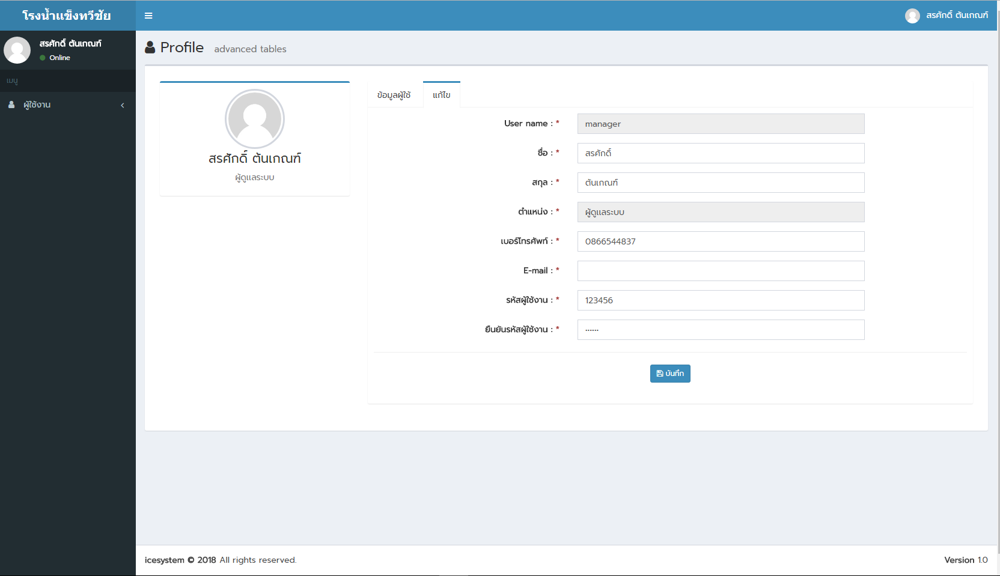 โรงน้ำแข็งทวีชัย
สรศักดิ์ ต้นเกณฑ์
สรศักดิ์ ต้นเกณฑ์
Online
เมนู
ผู้ใช้งาน
Profile advanced tables
สรศักดิ์ ต้นเกณฑ์
ผู้ดูแลระบบ
ข้อมูลผู้ใช้ แก้ไข
User name : * manager
ชื่อ : * สรศักดิ์
สกุล : * ต้นเกณฑ์
ตำแหน่ง : * ผู้ดูแลระบบ
เบอร์โทรศัพท์ : * 0866544837
E-mail : *
รหัสผู้ใช้งาน : * 123456
ยืนยันรหัสผู้ใช้งาน : * ······
บันทึก
icesystem © 2018 All rights reserved. Version 1.0